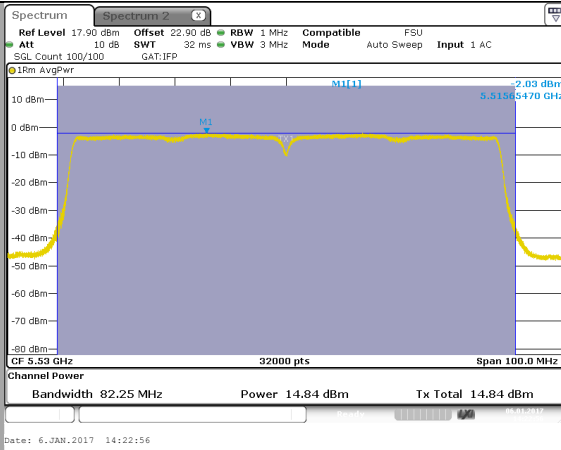 Spectrum
Spectrum 2 X
Ref Level 17.90 dBm Offset 22.90 dB RBW 1 MHz Compatible FSU
Att 10 dB SWT 32 ms VBW 3 MHz Mode Auto Sweep Input 1 AC
SGL Count 100/100 GAT:IFP
1Rm AvgPwr
M1[1] -2.03 dBm
5.51565470 GHz
10 dBm
M1
0 dBm
TX1
-10 dBm
-20 dBm
-30 dBm
-40 dBm
-50 dBm
-60 dBm
-70 dBm
-80 dBm
CF 5.53 GHz 32000 pts Span 100.0 MHz
Channel Power
Bandwidth 82.25 MHz Power 14.84 dBm Tx Total 14.84 dBm
Ready 06.01.2017
Date: 6.JAN.2017 14:22:56